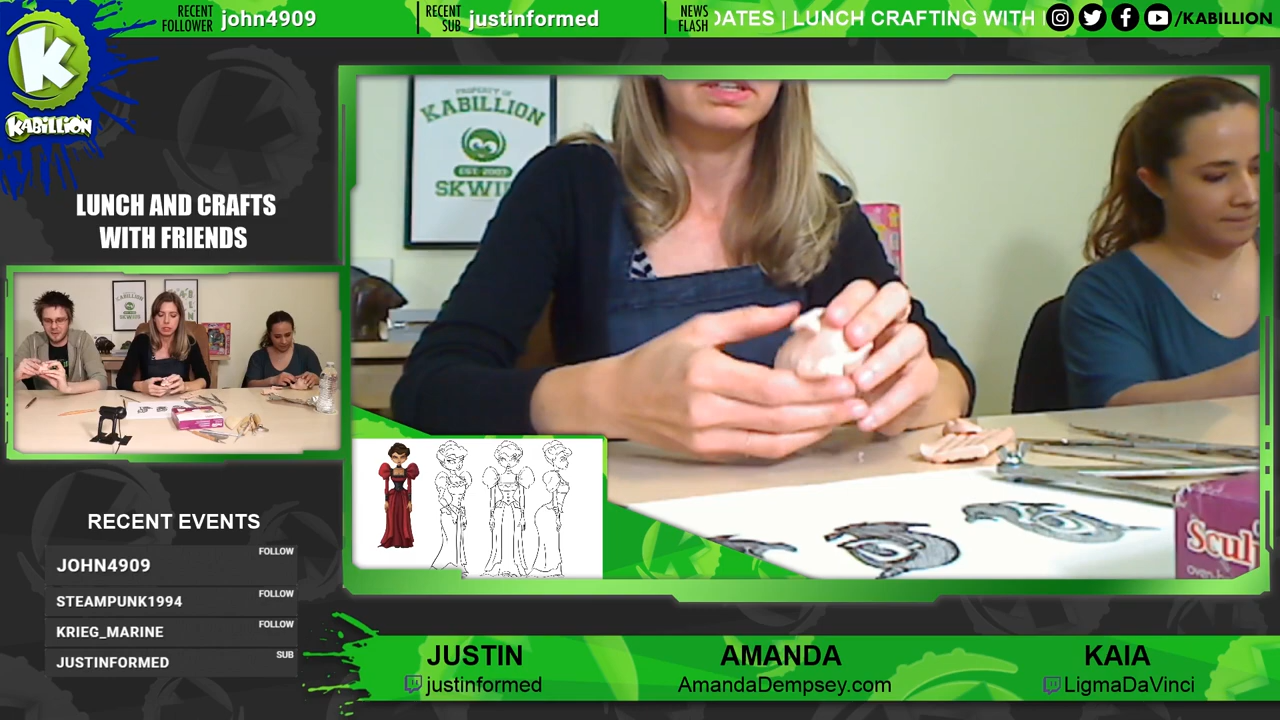 RECENT
FOLLOWER
john4909
RECENT
SUB
justinformed
NEWS
FLASH
DATES | LUNCH CRAFTING WITH
/KABILLION
K
KABILLION
LUNCH AND CRAFTS
WITH FRIENDS
PROPERTY OF
KABILLION
EST. 2007
RECENT EVENTS
JOHN4909
FOLLOW
STEAMPUNK1994
FOLLOW
KRIEG_MARINE
FOLLOW
JUSTINFORMED
SUB
JUSTIN
justinformed
AMANDA
AmandaDempsey.com
KAIA
LigmaDaVinci